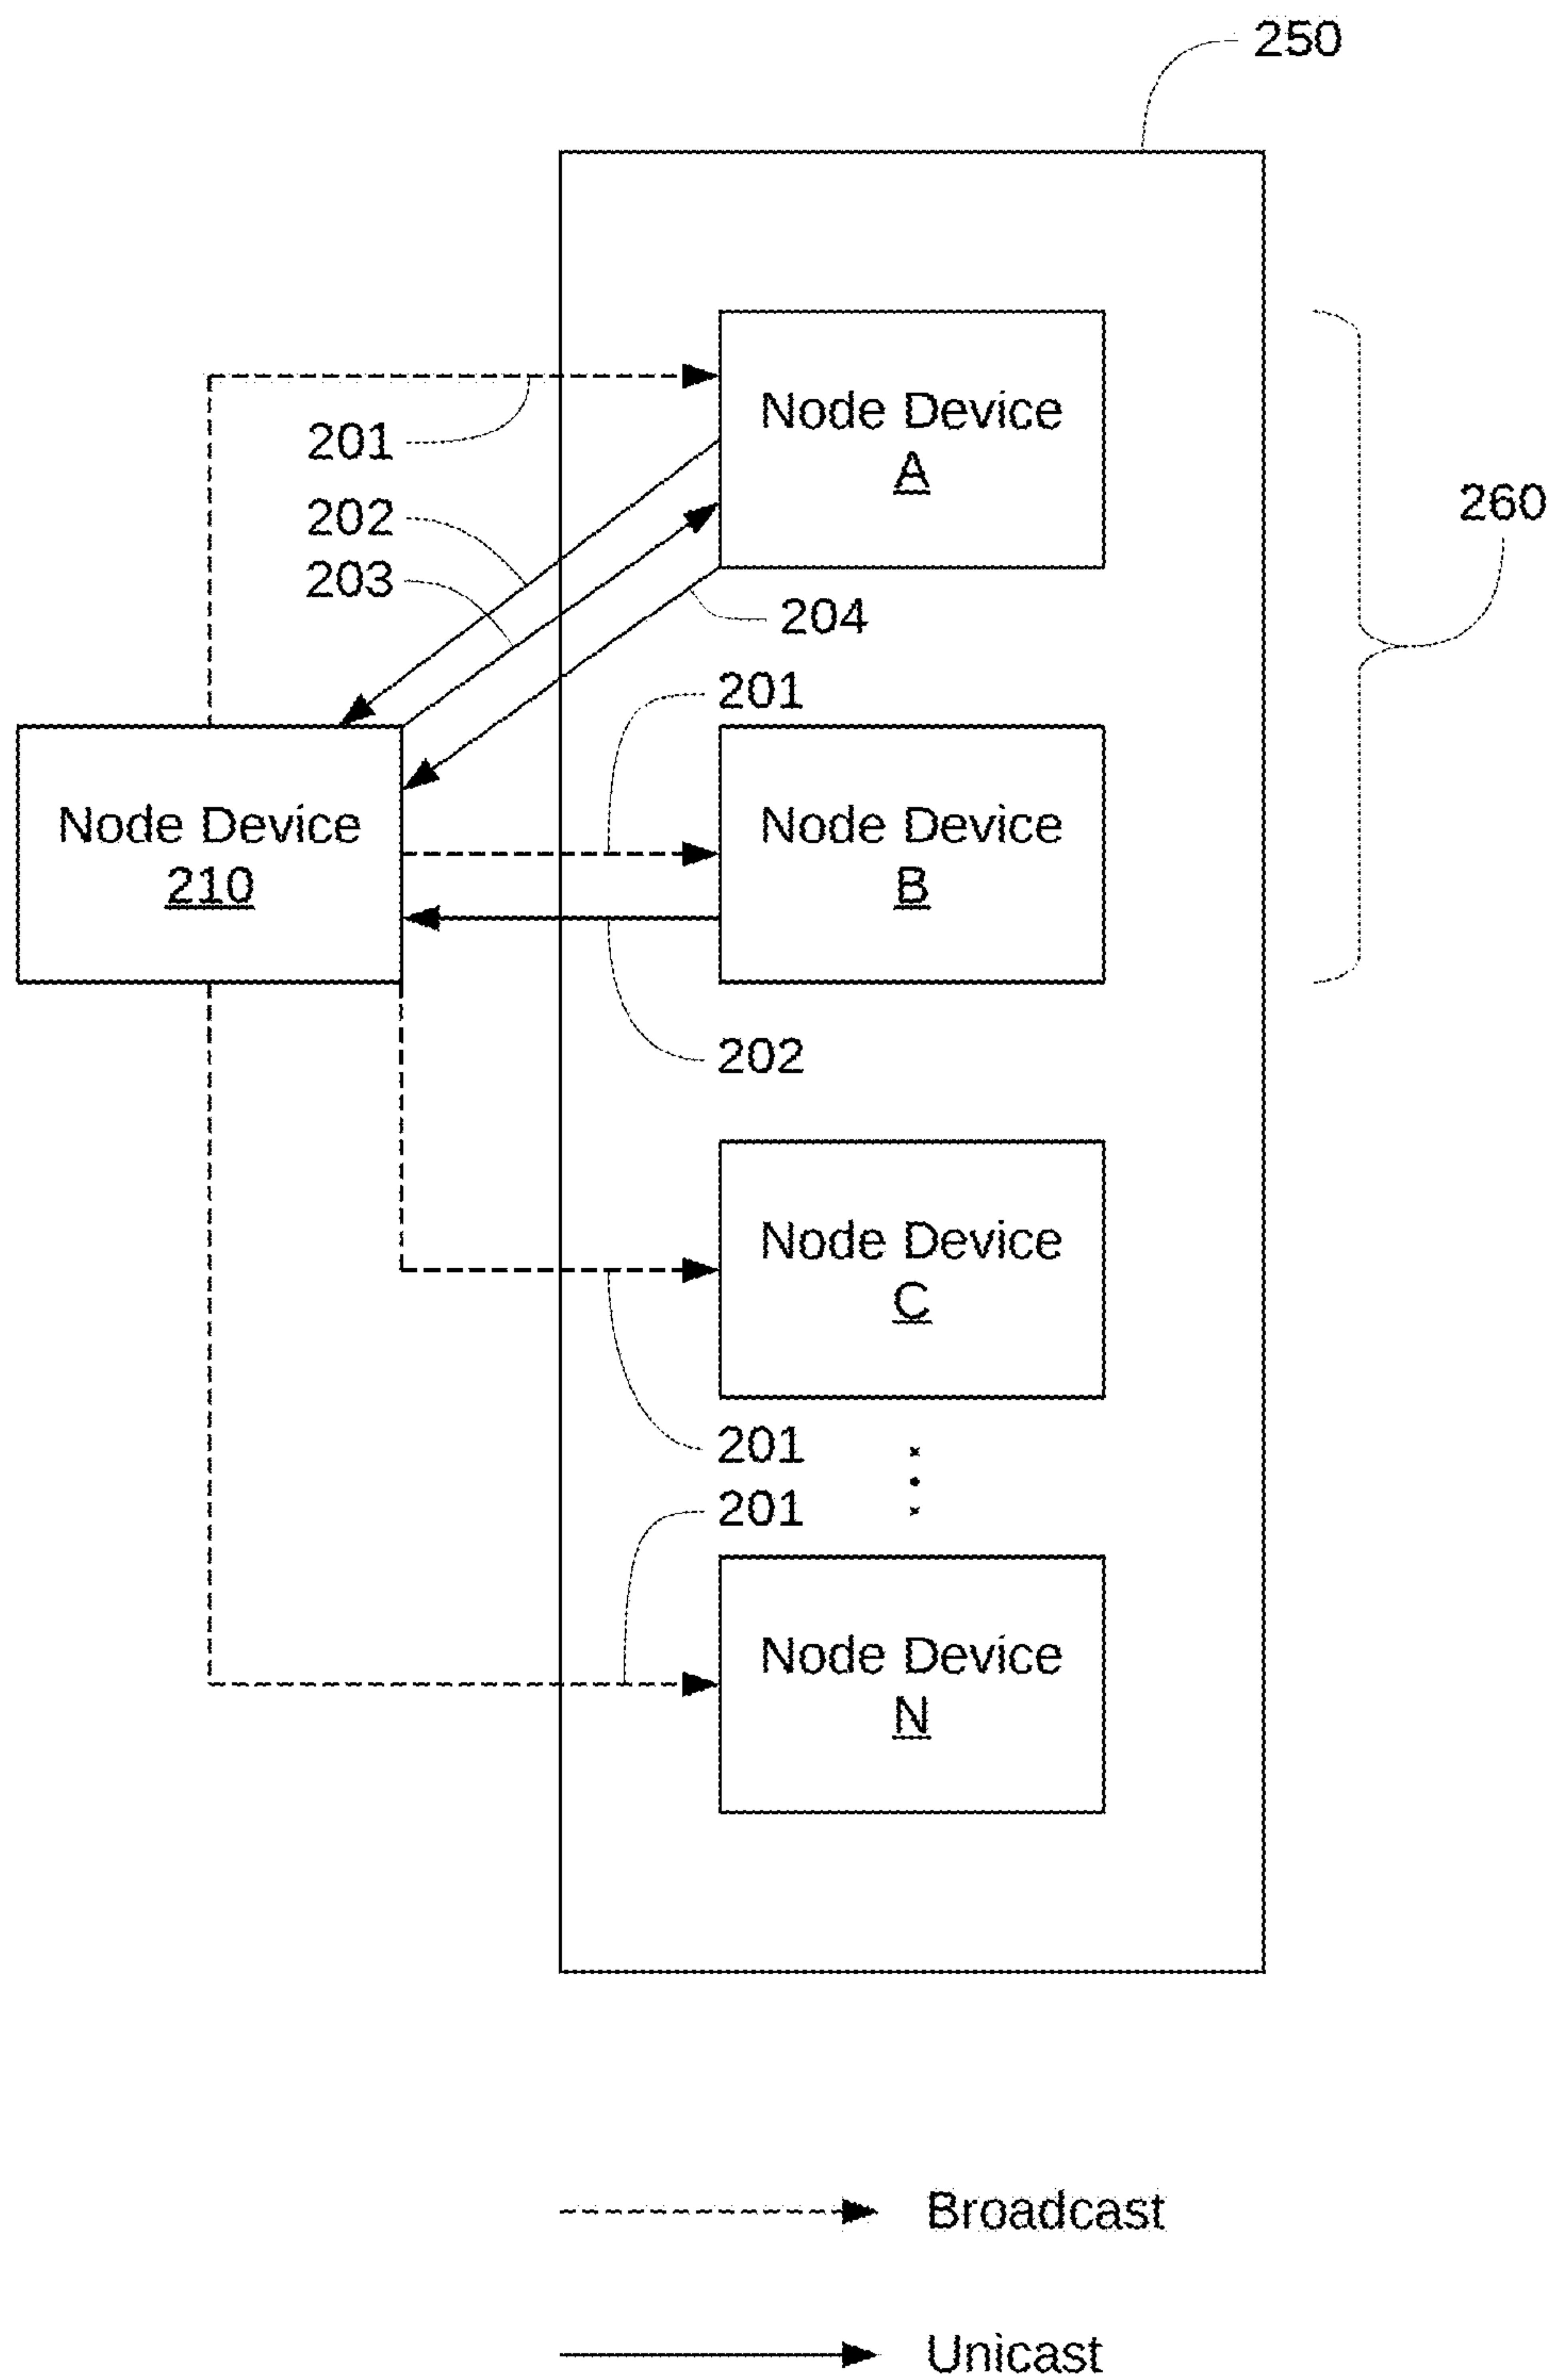 250
Node Device
A
201
202
203
260
204
201
Node Device
210
Node Device
B
202
Node Device
C
201
201
Node Device
N
Broadcast
Unicast